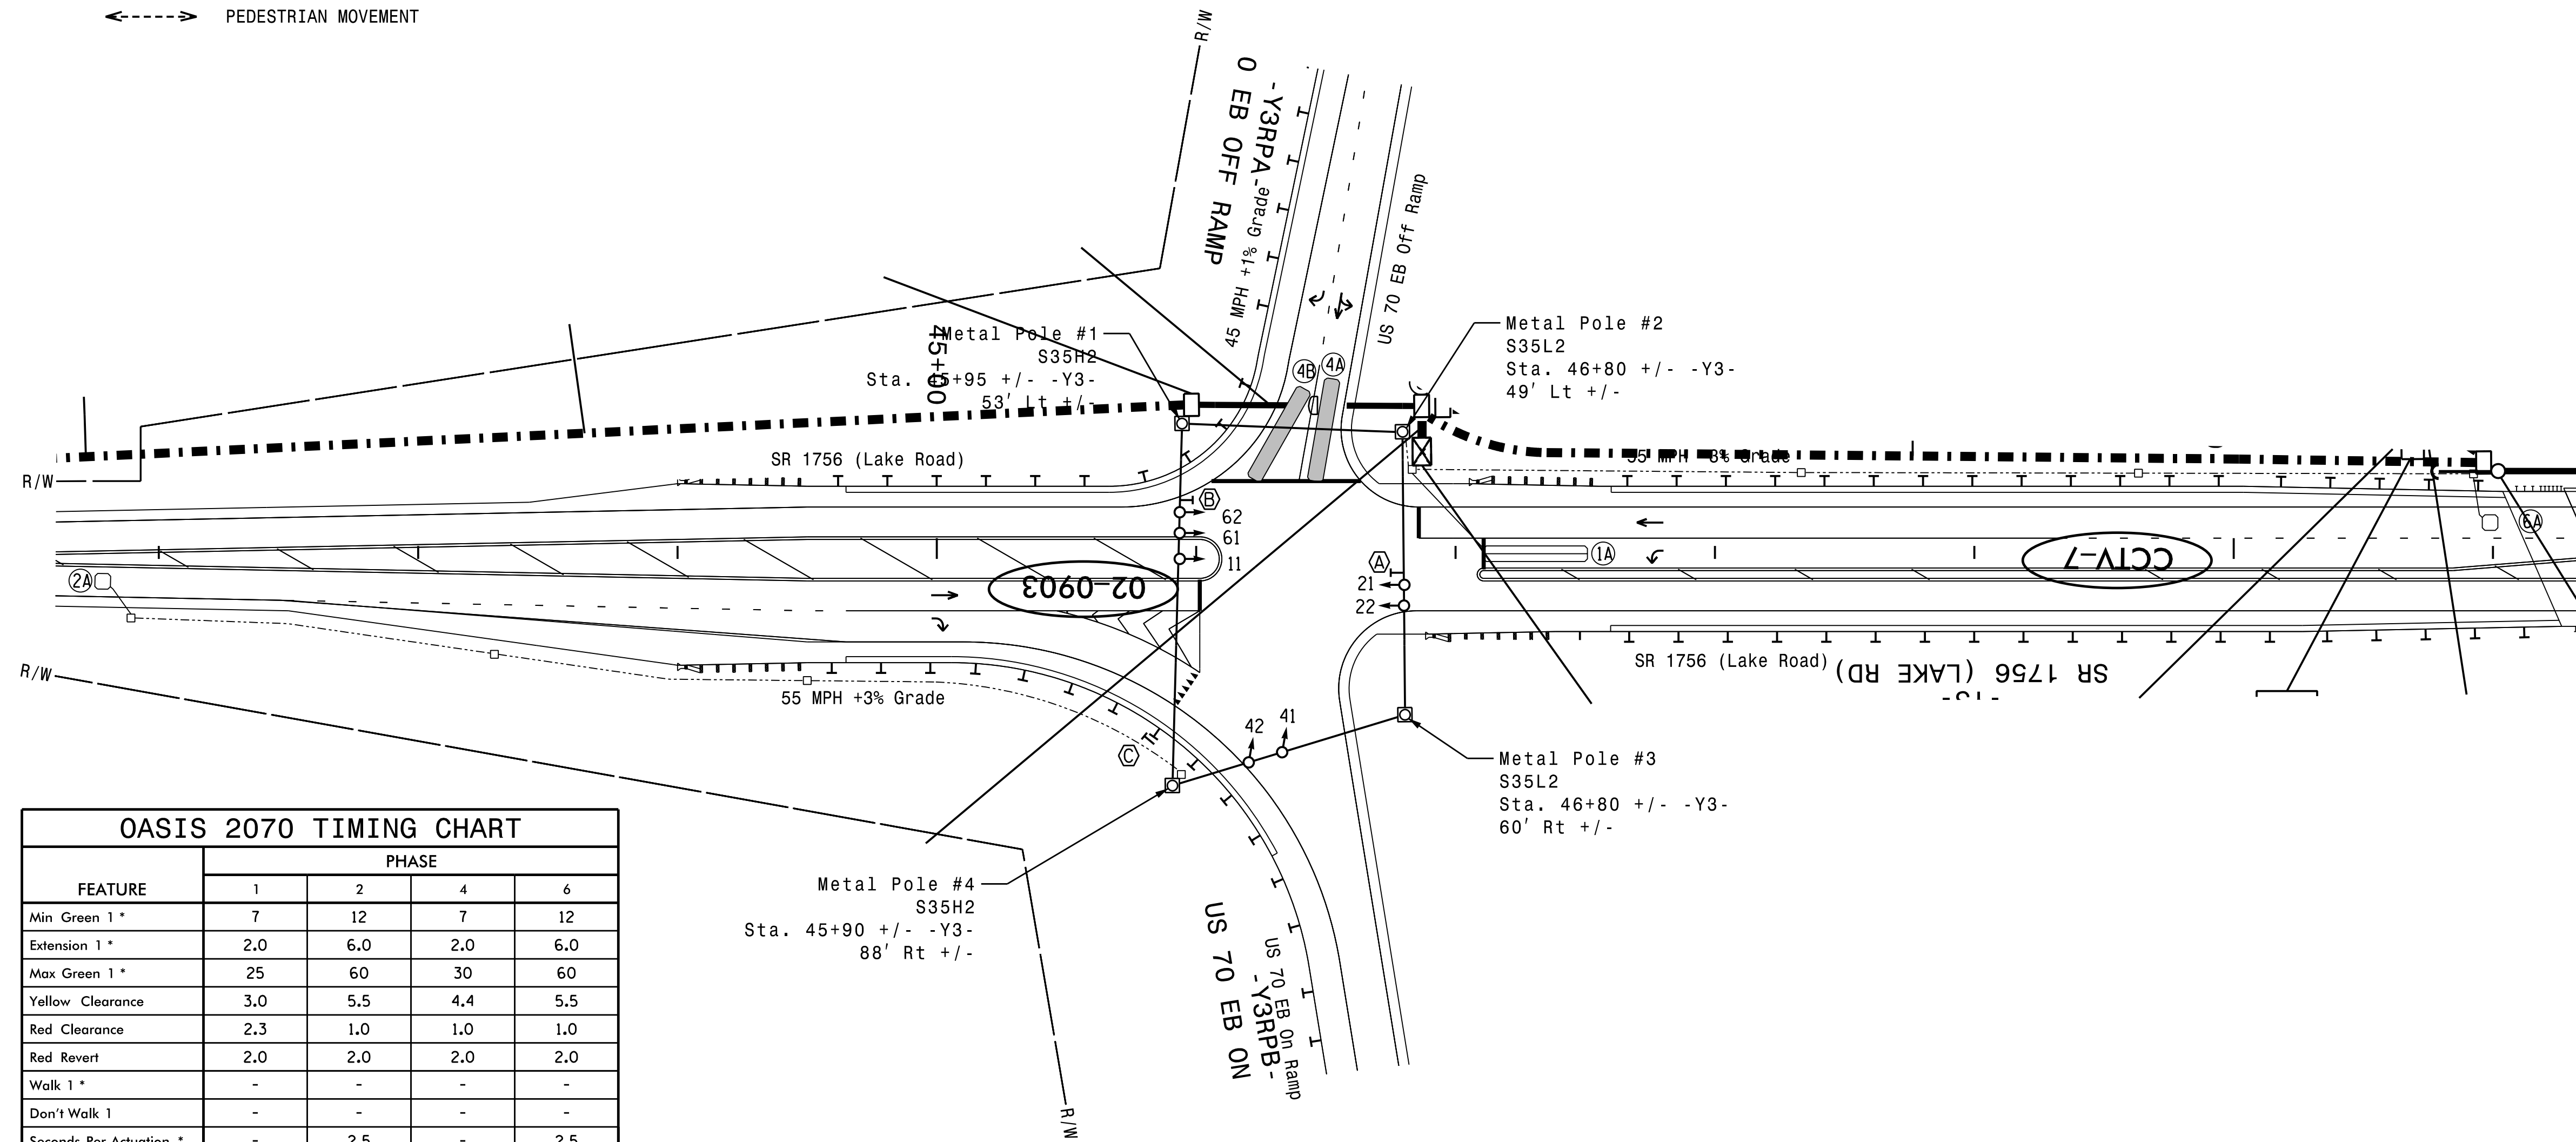 PEDESTRIAN MOVEMENT
R/W
-Y3RPA-
0 EB OFF RAMP
45 MPH +1% Grade
US 70 EB Off Ramp
Metal Pole #1
S35H2
Sta. 45+95 +/- -Y3-
53' Lt +/-
45+00
Metal Pole #2
S35L2
Sta. 46+80 +/- -Y3-
49' Lt +/-
4B
4A
R/W
SR 1756 (Lake Road)
55 MPH -3% Grade
B
62
61
11
6A
1A
A
21
22
2A
02-0903
CCTV-7
R/W
55 MPH +3% Grade
SR 1756 (Lake Road)
SR 1756 (LAKE RD)
42
41
C
Metal Pole #3
S35L2
Sta. 46+80 +/- -Y3-
60' Rt +/-
Metal Pole #4
S35H2
Sta. 45+90 +/- -Y3-
88' Rt +/-
US 70 EB ON
-Y3RPB-
US 70 EB On Ramp
R/W
OASIS 2070 TIMING CHART
FEATURE PHASE
1 2 4 6
Min Green 1 * 7 12 7 12
Extension 1 * 2.0 6.0 2.0 6.0
Max Green 1 * 25 60 30 60
Yellow Clearance 3.0 5.5 4.4 5.5
Red Clearance 2.3 1.0 1.0 1.0
Red Revert 2.0 2.0 2.0 2.0
Walk 1 * - - - -
Don't Walk 1 - - - -
Seconds Per Actuation * - 2.5 - 2.5